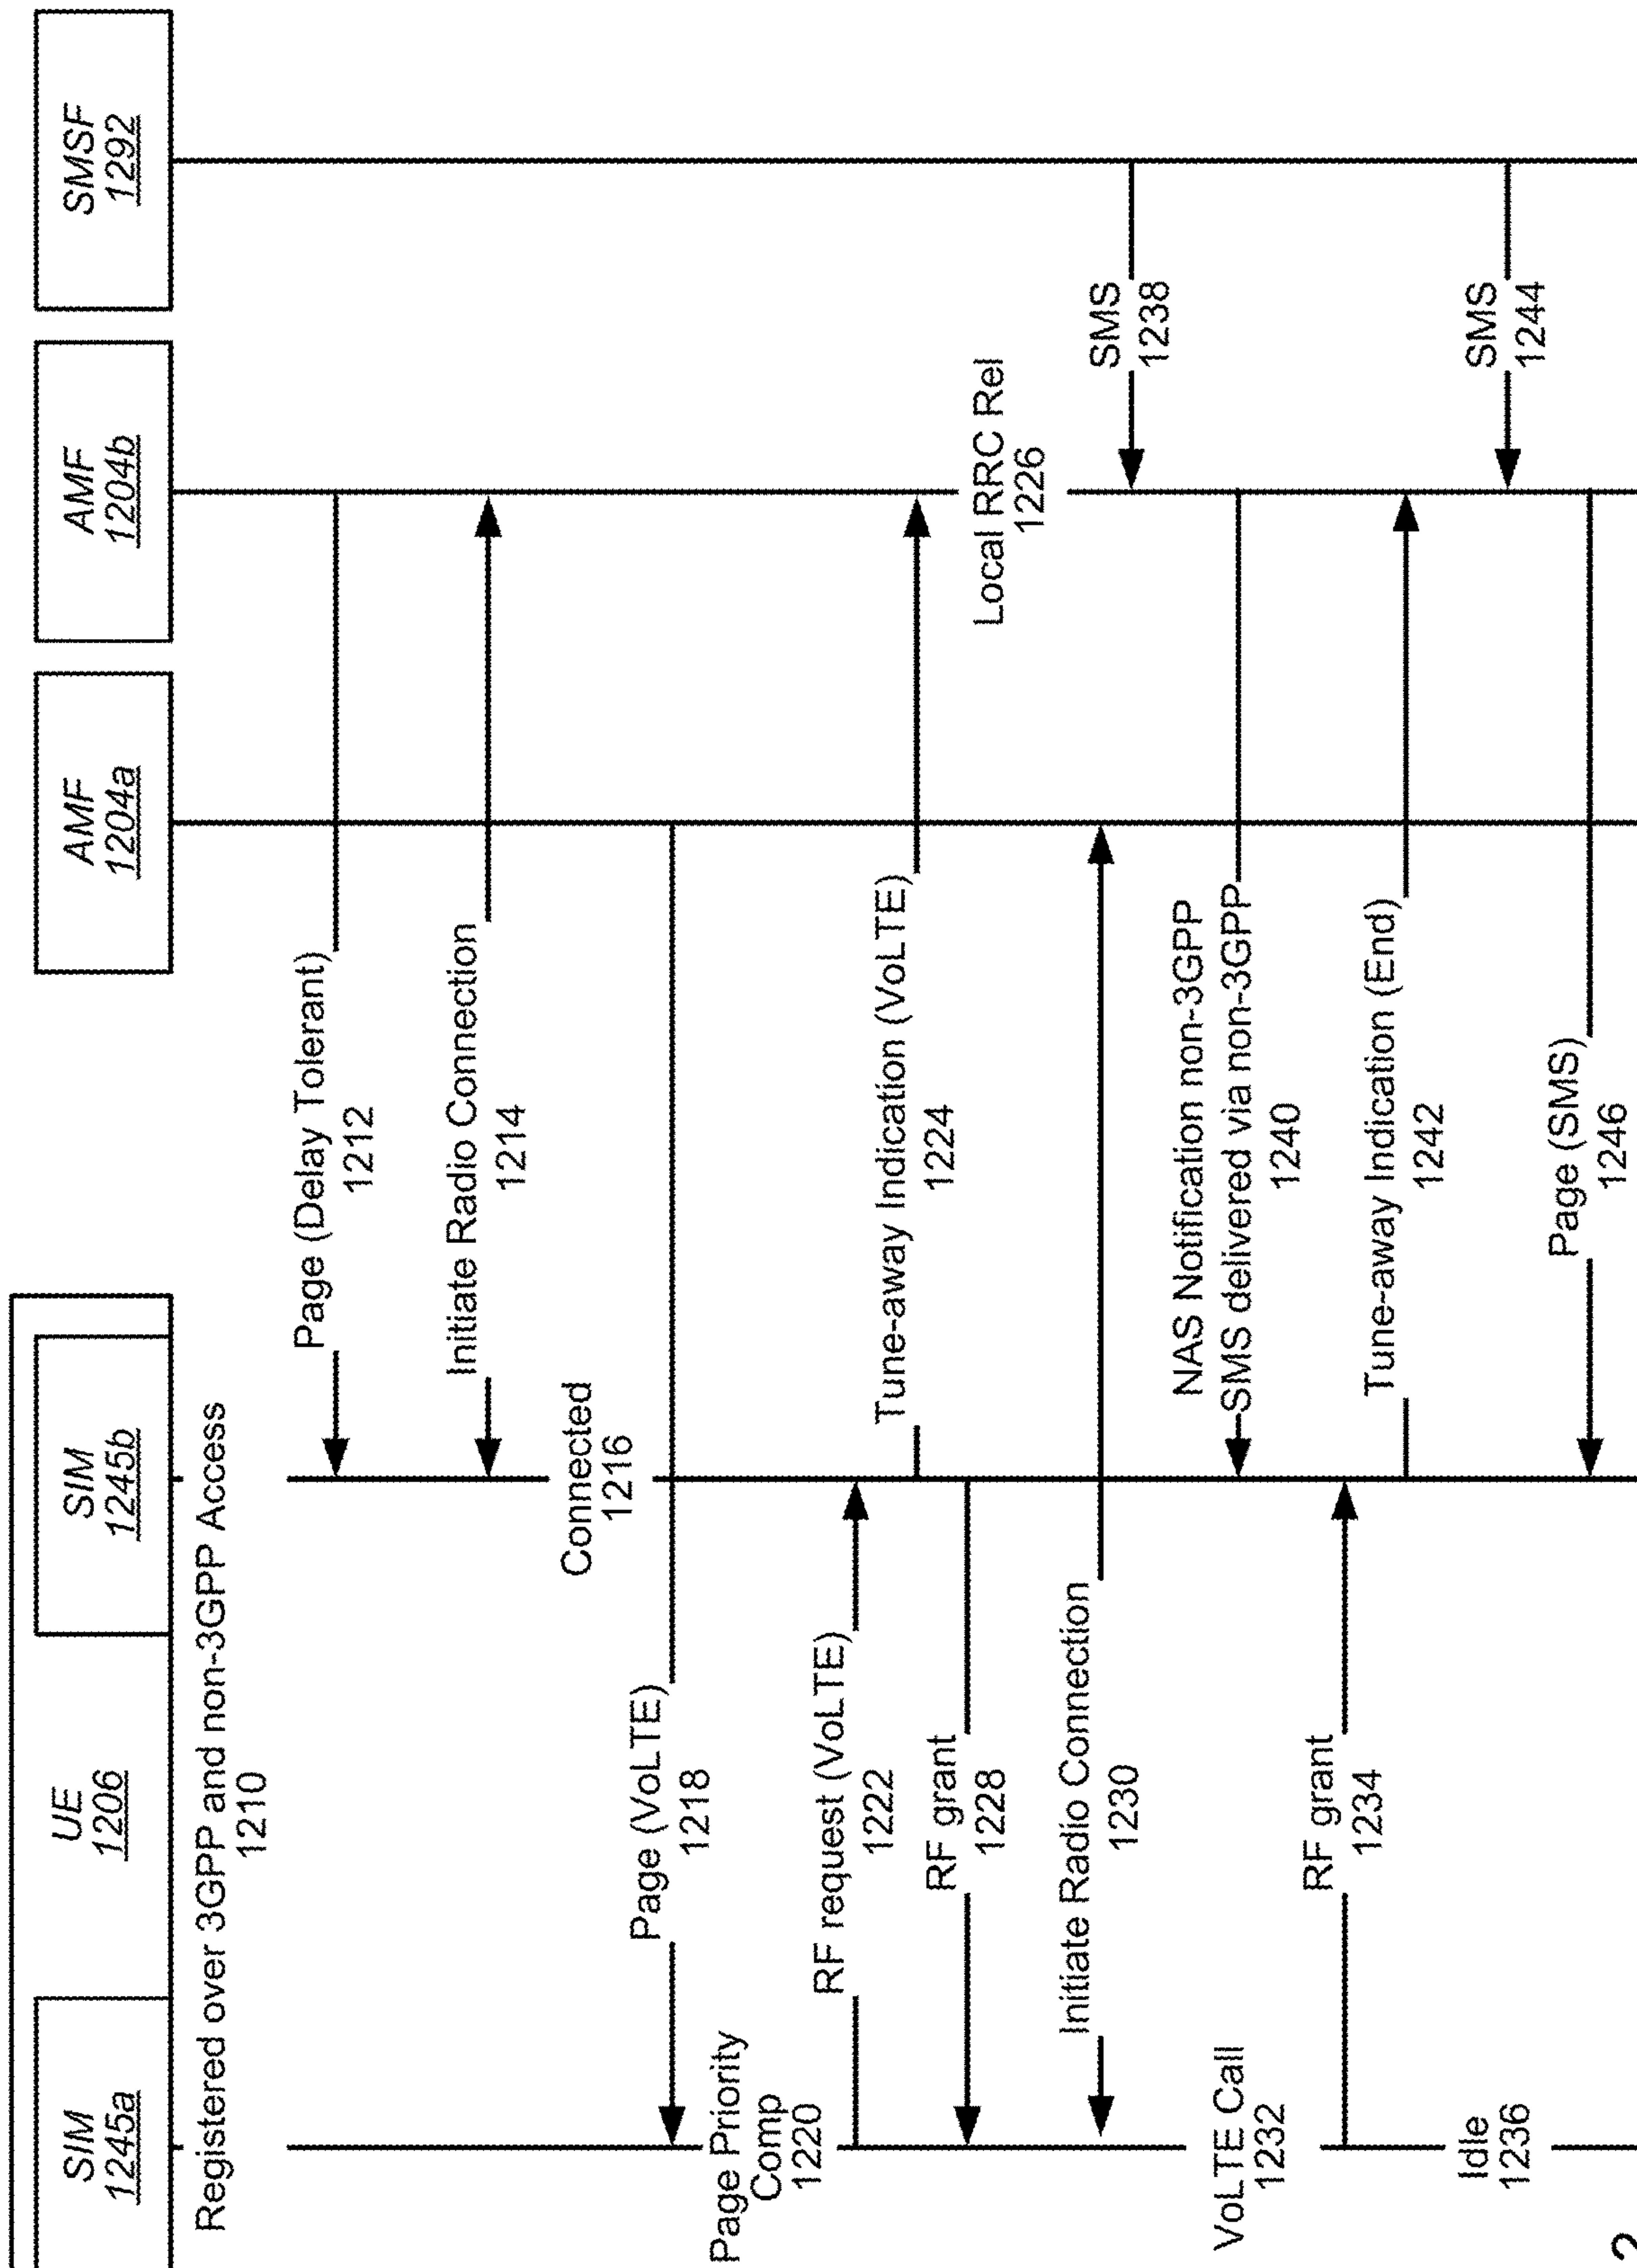 UE
1206
SIM
1245a
SIM
1245b
AMF
1204a
AMF
1204b
SMSF
1292
Registered over 3GPP and non-3GPP Access
1210
Page (Delay Tolerant)
1212
Initiate Radio Connection
1214
Connected
1216
Page (VoLTE)
1218
Page Priority
Comp
1220
RF request (VoLTE)
1222
Tune-away Indication (VoLTE)
1224
RF grant
1228
Local RRC Rel
1226
Initiate Radio Connection
1230
SMS
1238
NAS Notification non-3GPP
SMS delivered via non-3GPP
1240
VoLTE Call
1232
RF grant
1234
Tune-away Indication (End)
1242
Idle
1236
SMS
1244
Page (SMS)
1246